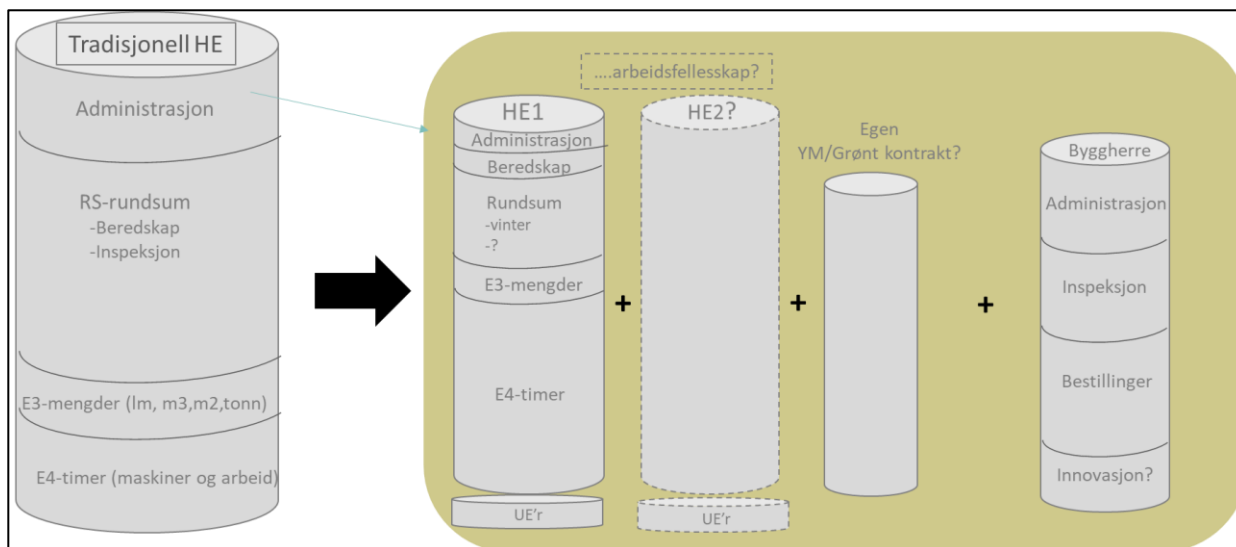 Tradisjonell HE
Administrasjon
RS-rundsum
-Beredskap
-Inspeksjon
E3-mengder (lm, m3,m2,tonn)
E4-timer (maskiner og arbeid)
....arbeidsfellesskap?
HE1
Administrasjon
Beredskap
Rundsum
-vinter
-?
E3-mengder
E4-timer
UE'r
+
HE2?
UE'r
+
Egen
YM/Grønt kontrakt?
+
Byggherre
Administrasjon
Inspeksjon
Bestillinger
Innovasjon?